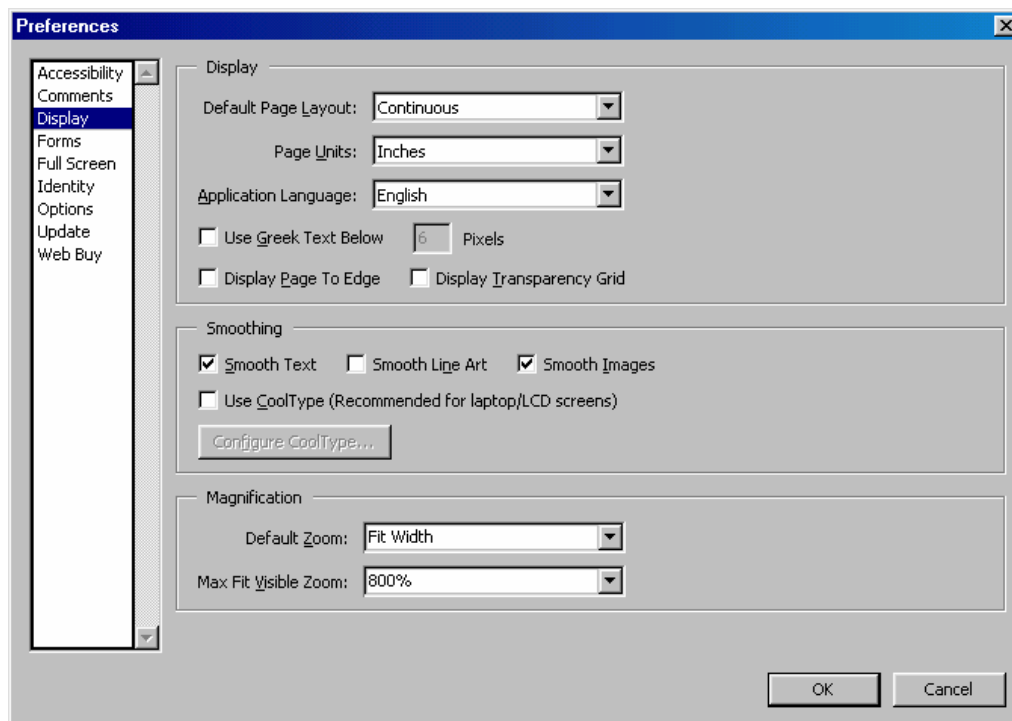 Preferences
Accessibility
Comments
Display
Forms
Full Screen
Identity
Options
Update
Web Buy
Display
Default Page Layout: Continuous
Page Units: Inches
Application Language: English
Use Greek Text Below 6 Pixels
Display Page To Edge Display Transparency Grid
Smoothing
Smooth Text Smooth Line Art Smooth Images
Use CoolType (Recommended for laptop/LCD screens)
Configure CoolType...
Magnification
Default Zoom: Fit Width
Max Fit Visible Zoom: 800%
OK Cancel